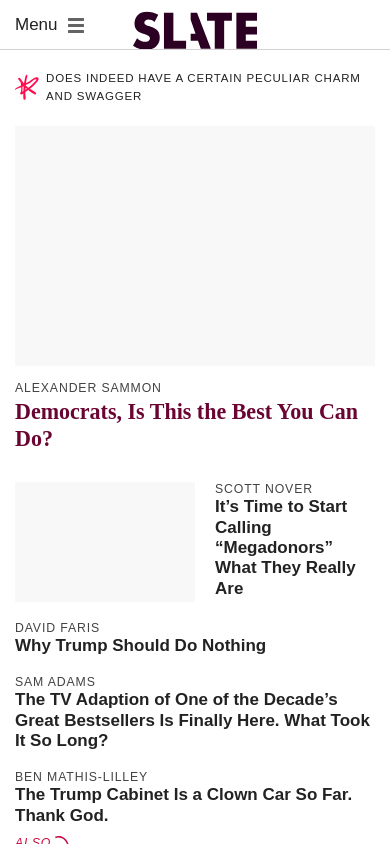 Menu
SLATE
DOES INDEED HAVE A CERTAIN PECULIAR CHARM
AND SWAGGER
ALEXANDER SAMMON
Democrats, Is This the Best You Can
Do?
SCOTT NOVER
It’s Time to Start
Calling
“Megadonors”
What They Really
Are
DAVID FARIS
Why Trump Should Do Nothing
SAM ADAMS
The TV Adaption of One of the Decade’s
Great Bestsellers Is Finally Here. What Took
It So Long?
BEN MATHIS-LILLEY
The Trump Cabinet Is a Clown Car So Far.
Thank God.
ALSO